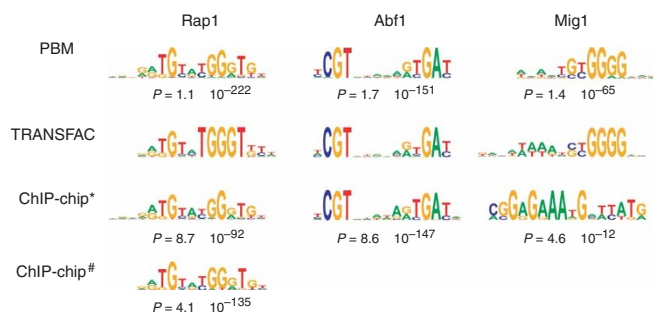 Rap1 Abf1 Mig1
PBM
P = 1.1 10−222 P = 1.7 10−151 P = 1.4 10−65
TRANSFAC
ChIP-chip*
P = 8.7 10−92 P = 8.6 10−147 P = 4.6 10−12
ChIP-chip#
P = 4.1 10−135